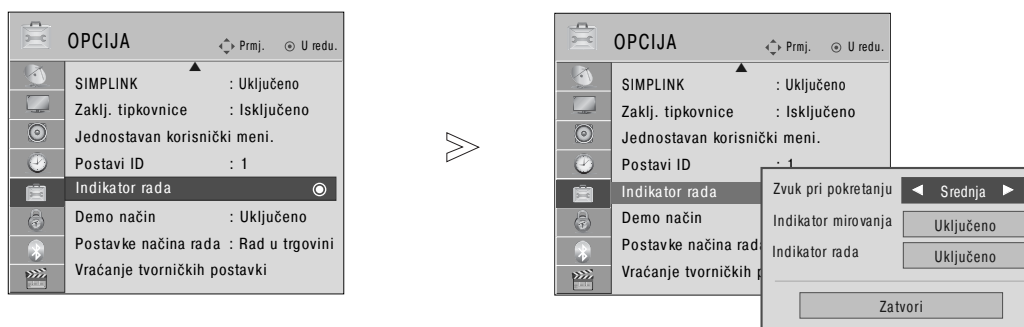 OPCIJA
Prmj.
U redu.
SIMPLINK : Uključeno
Zaklj. tipkovnice : Isključeno
Jednostavan korisnički meni.
Postavi ID : 1
Indikator rada
Demo način : Uključeno
Postavke načina rada : Rad u trgovini
Vraćanje tvorničkih postavki
>
OPCIJA
Prmj.
U redu.
SIMPLINK : Uključeno
Zaklj. tipkovnice : Isključeno
Jednostavan korisnički meni.
Postavi ID : 1
Indikator rada
Demo način
Postavke načina rada
Vraćanje tvorničkih p
Zvuk pri pokretanju ◀ Srednja ▶
Indikator mirovanja Uključeno
Indikator rada Uključeno
Zatvori